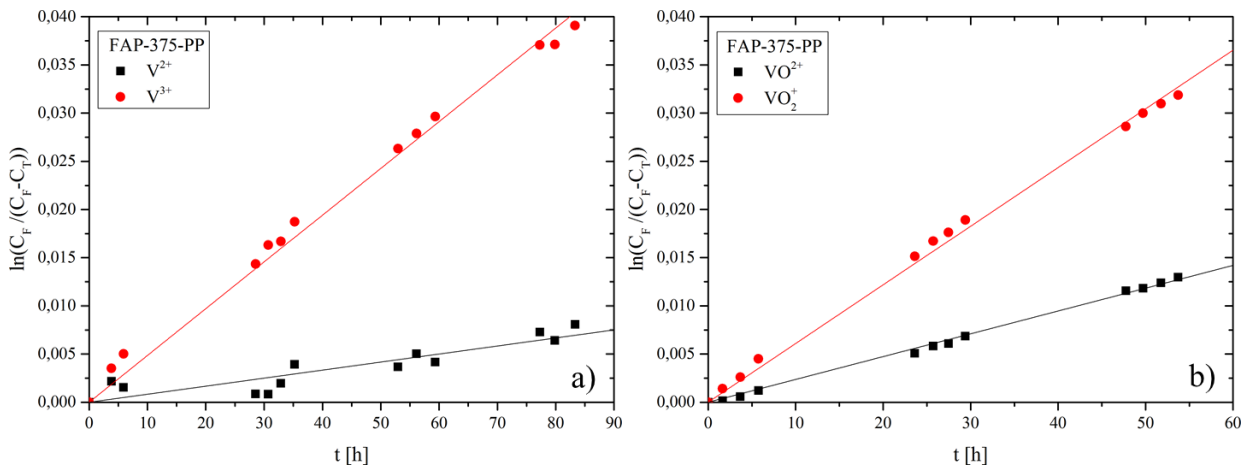 FAP-375-PP
V²⁺
V³⁺
ln(C_F /(C_F-C_T))
0,040
0,035
0,030
0,025
0,020
0,015
0,010
0,005
0,000
0 10 20 30 40 50 60 70 80 90
t [h]
a)
FAP-375-PP
VO²⁺
VO₂⁺
ln(C_F /(C_F-C_T))
0,040
0,035
0,030
0,025
0,020
0,015
0,010
0,005
0,000
0 10 20 30 40 50 60
t [h]
b)